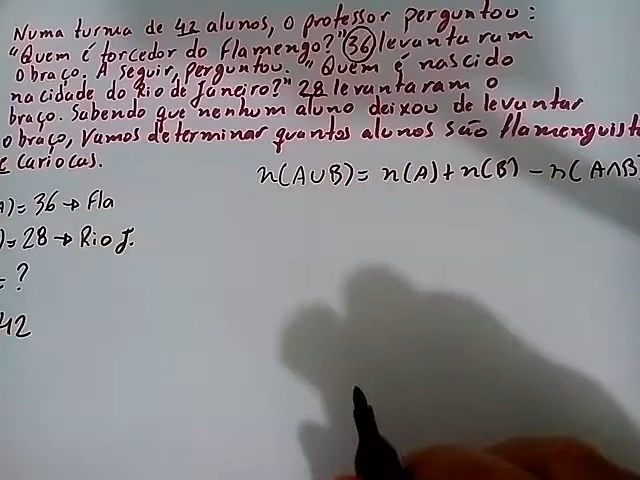 Numa turma de 42 alunos, o professor perguntou:
"Quem é torcedor do Flamengo?" 36 levantaram
o braço. A seguir, perguntou: "Quem é nascido
na cidade do Rio de Janeiro?" 28 levantaram o
braço. Sabendo que nenhum aluno deixou de levantar
o braço, vamos determinar quantos alunos são flamenguist
e cariocas.
n(A∪B) = n(A) + n(B) - n(A∩B)
A) = 36 → Fla
) = 28 → Rio J.
= ?
42